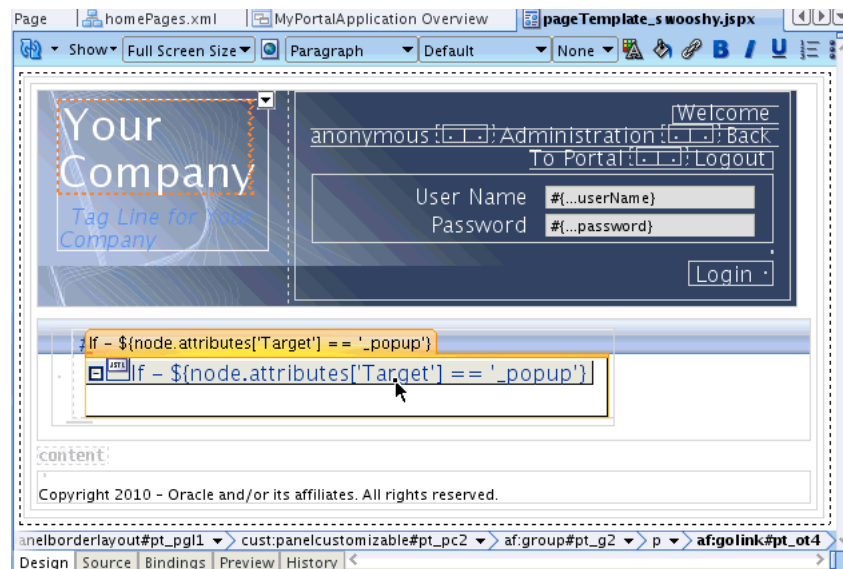 Page homePages.xml MyPortalApplication Overview pageTemplate_swooshy.jspx
Show Full Screen Size Paragraph Default None B I U
Your
Company
Tag Line for Your
Company
Welcome
anonymous Administration Back
To Portal Logout
User Name #{...userName}
Password #{...password}
Login
#
If - ${node.attributes['Target'] == '_popup'}
JSTL If - ${node.attributes['Target'] == '_popup'}
content
Copyright 2010 - Oracle and/or its affiliates. All rights reserved.
anelborderlayout#pt_pgl1 cust:panelcustomizable#pt_pc2 af:group#pt_g2 p af:golink#pt_ot4
Design Source Bindings Preview History